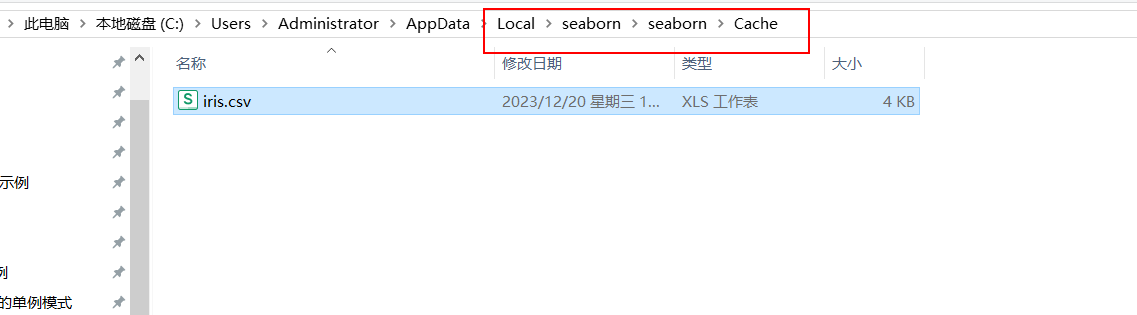 此电脑 > 本地磁盘 (C:) > Users > Administrator > AppData > Local > seaborn > seaborn > Cache
名称 修改日期 类型 大小
iris.csv 2023/12/20 星期三 1... XLS 工作表 4 KB
示例
例
的单例模式